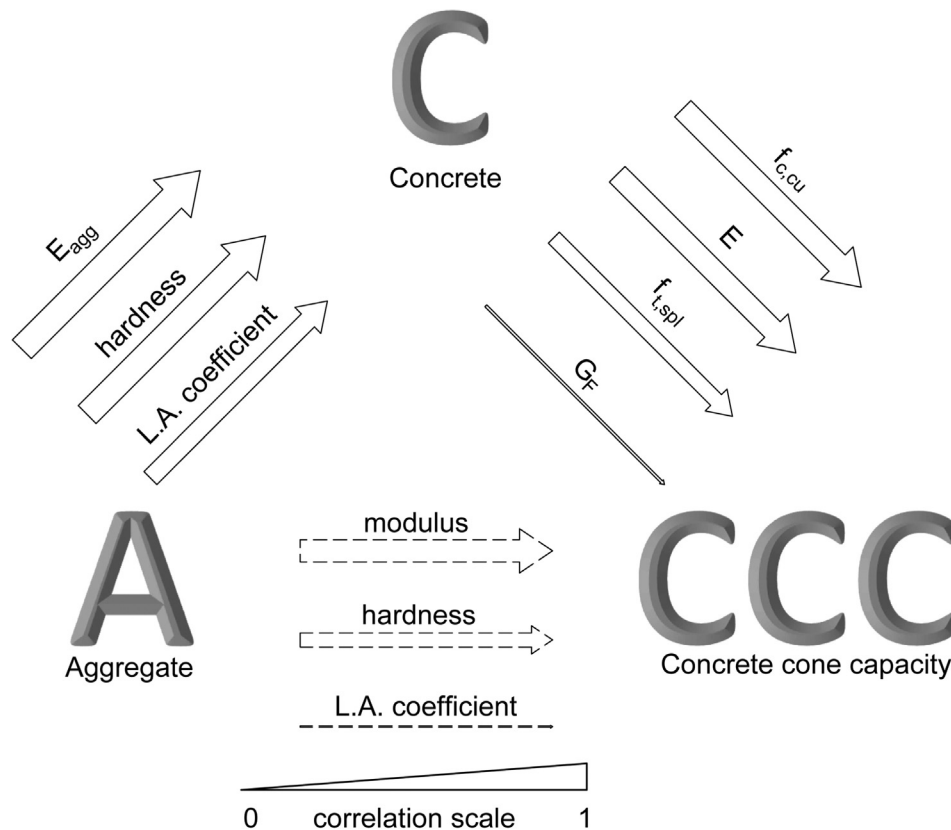 C
Concrete
E_agg
hardness
L.A. coefficient
f_c,cu
E
f_t,spl
G_F
A
Aggregate
modulus
hardness
L.A. coefficient
CCC
Concrete cone capacity
0 correlation scale 1